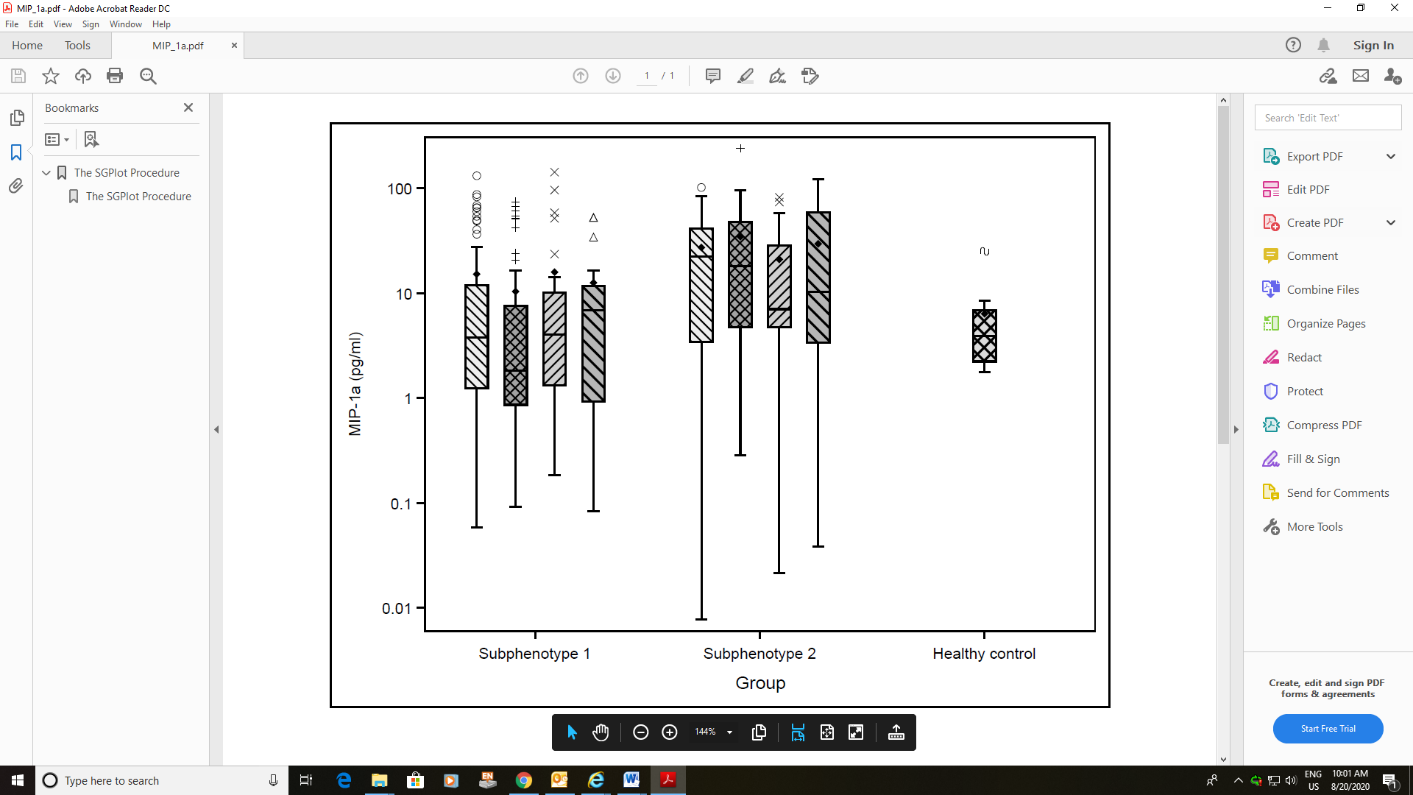 MIP_1a.pdf - Adobe Acrobat Reader DC
File Edit View Sign Window Help
Home Tools MIP_1a.pdf × Sign In
1 / 1
Bookmarks
The SGPlot Procedure
The SGPlot Procedure
100
10
1
0.1
0.01
MIP-1a (pg/ml)
Subphenotype 1 Subphenotype 2 Healthy control
Group
Search 'Edit Text'
Export PDF
Edit PDF
Create PDF
Comment
Combine Files
Organize Pages
Redact
Protect
Compress PDF
Fill & Sign
Send for Comments
More Tools
Create, edit and sign PDF
forms & agreements
Start Free Trial
144%
Type here to search
EN
ENG
US
10:01 AM
8/20/2020
1